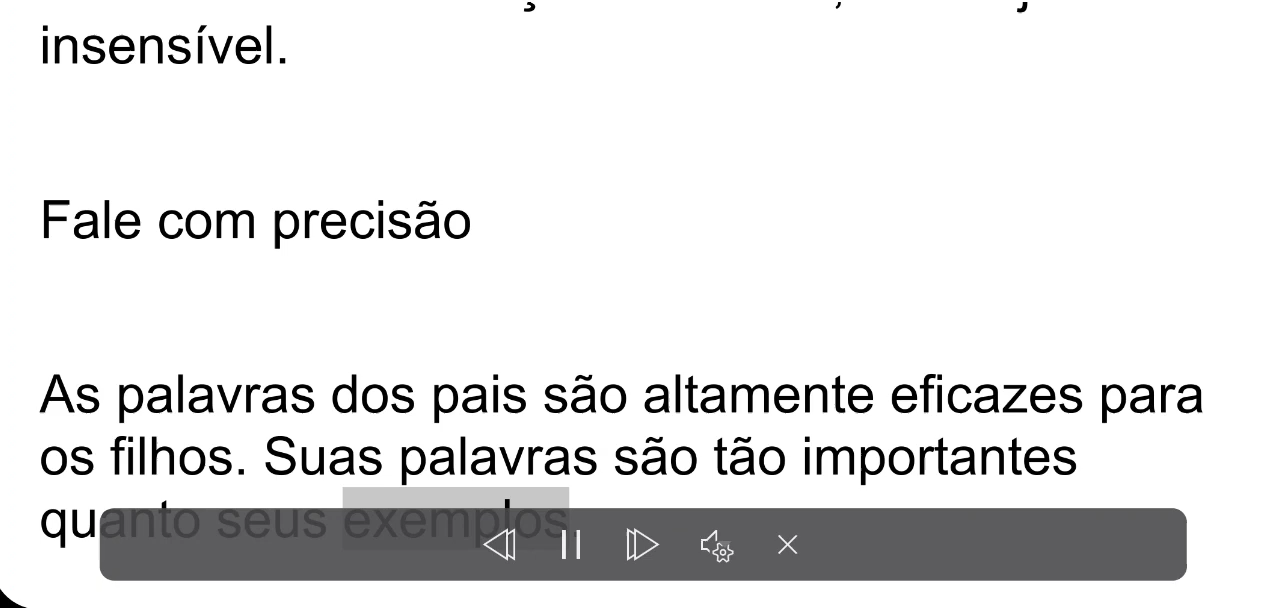 insensível.
Fale com precisão
As palavras dos pais são altamente eficazes para
os filhos. Suas palavras são tão importantes
quanto seus exemplos.